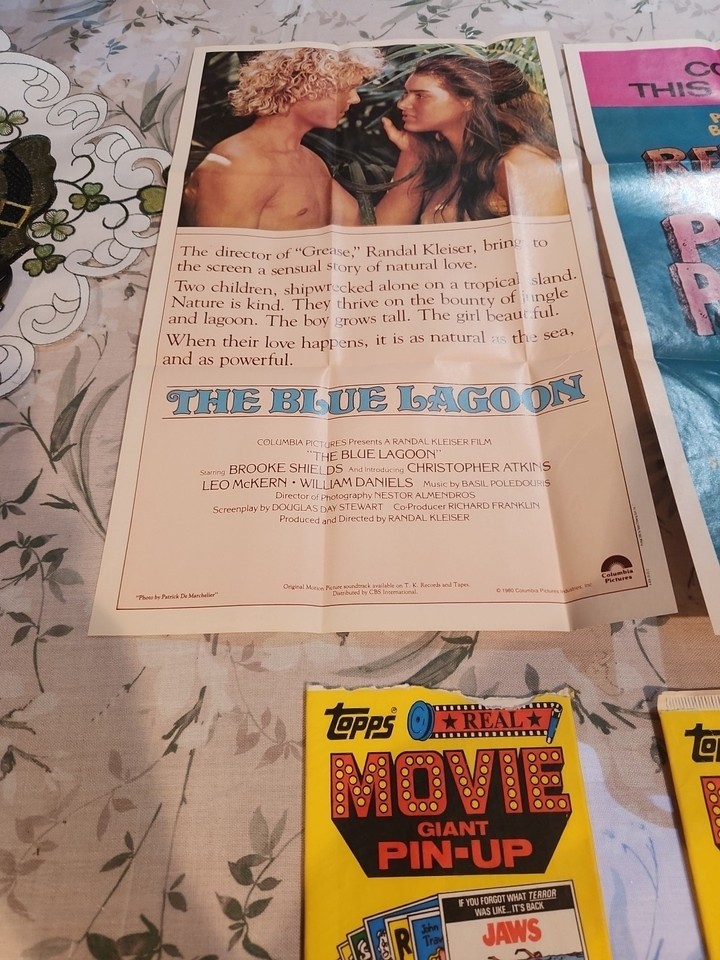 The director of "Grease," Randal Kleiser, brings to
the screen a sensual story of natural love.
Two children, shipwrecked alone on a tropical island.
Nature is kind. They thrive on the bounty of jungle
and lagoon. The boy grows tall. The girl beautiful.
When their love happens, it is as natural as the sea,
and as powerful.
THE BLUE LAGOON
COLUMBIA PICTURES Presents A RANDAL KLEISER FILM
"THE BLUE LAGOON"
Starring BROOKE SHIELDS And Introducing CHRISTOPHER ATKINS
LEO McKERN • WILLIAM DANIELS Music by BASIL POLEDOURIS
Director of Photography NESTOR ALMENDROS
Screenplay by DOUGLAS DAY STEWART Co-Producer RICHARD FRANKLIN
Produced and Directed by RANDAL KLEISER
Original Motion Picture soundtrack available on T. K. Records and Tapes.
Distributed by CBS International.
"Photo by Patrick De Marchelier"
© 1980 Columbia Pictures Industries, Inc.
Columbia
Pictures
CO
THIS
P
P
topps® ★ REAL ★
MOVIE
GIANT
PIN-UP
IF YOU FORGOT WHAT TERROR
WAS LIKE...IT'S BACK
JAWS
R
John
Trav
to